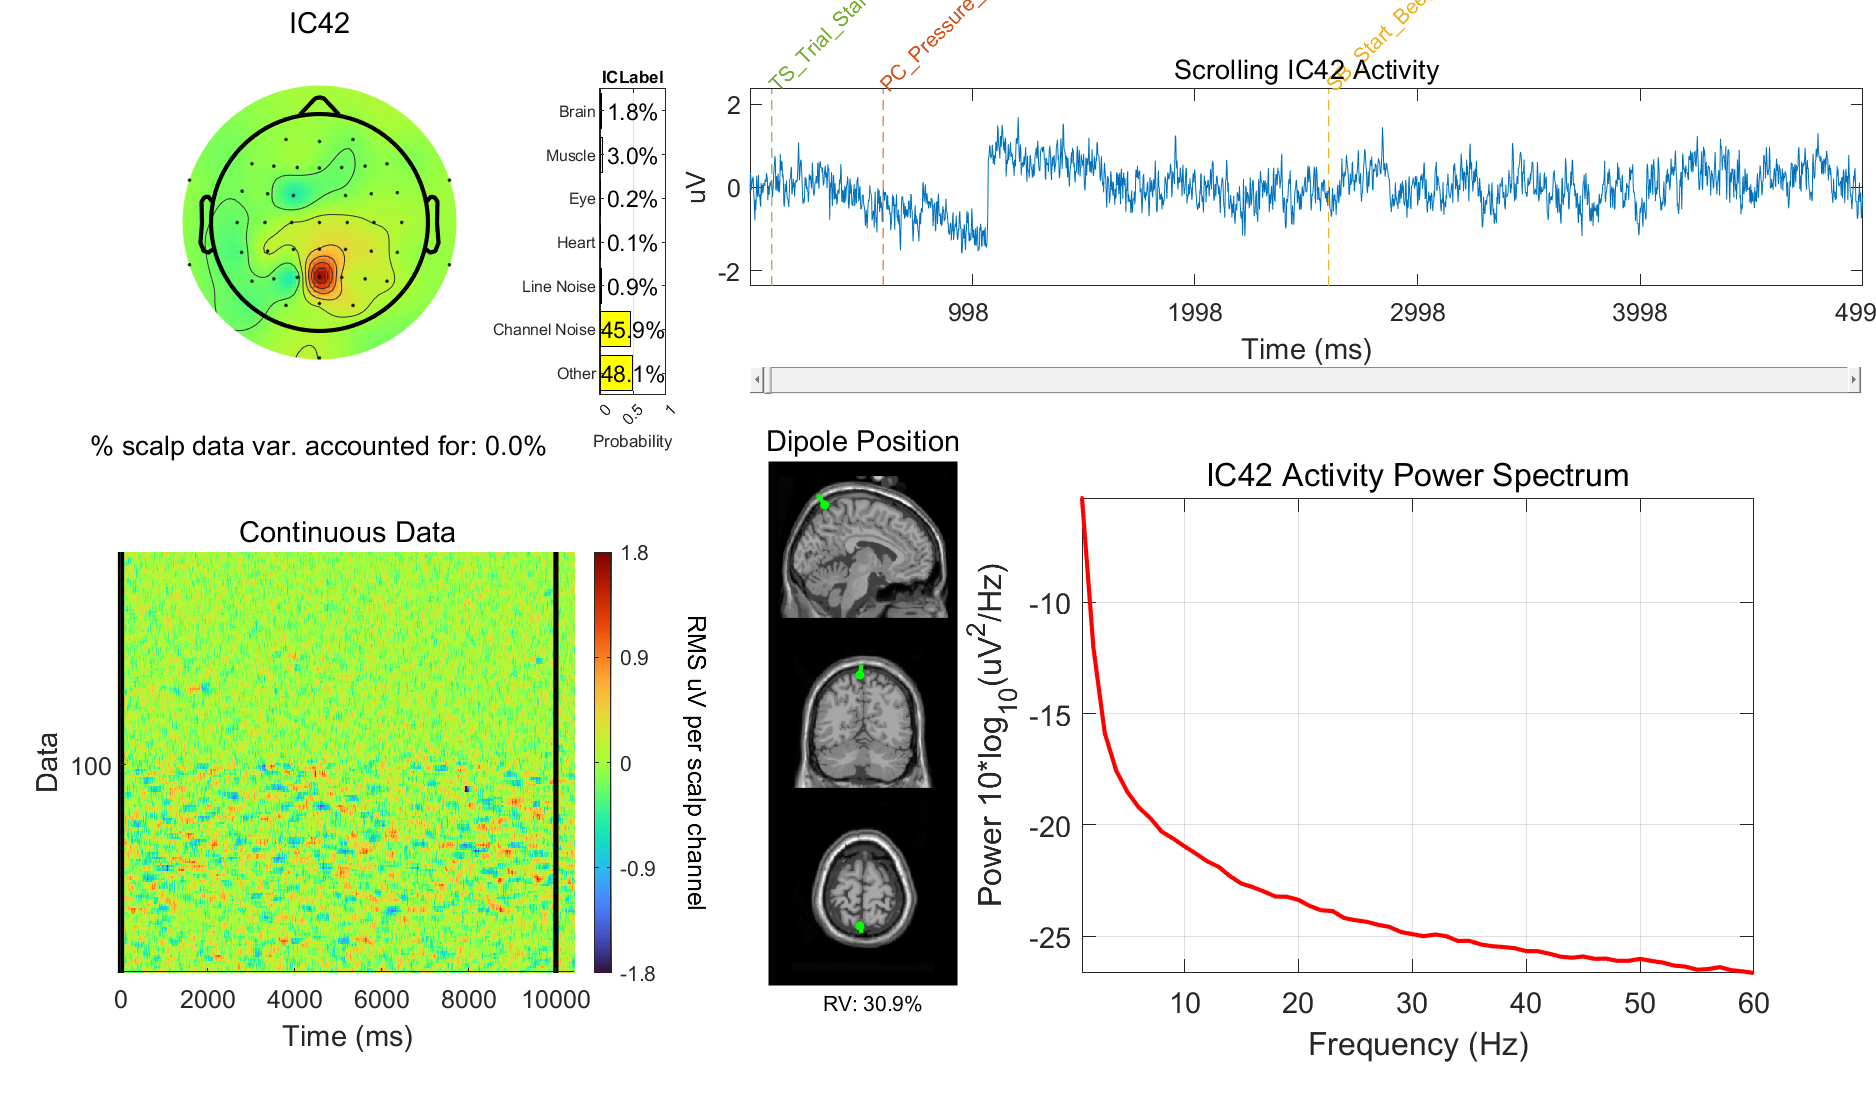 IC42
ICLabel
Brain 1.8%
Muscle 3.0%
Eye 0.2%
Heart 0.1%
Line Noise 0.9%
Channel Noise 45.9%
Other 48.1%
0 0.5 1
Probability
% scalp data var. accounted for: 0.0%
TS_Trial_Star
PC_Pressure_
SB_Start_Bee
Scrolling IC42 Activity
uV
2
0
-2
998 1998 2998 3998 499
Time (ms)
Continuous Data
Data
100
0 2000 4000 6000 8000 10000
Time (ms)
1.8
0.9
0
-0.9
-1.8
RMS uV per scalp channel
Dipole Position
RV: 30.9%
IC42 Activity Power Spectrum
Power 10*log10(uV2/Hz)
-10
-15
-20
-25
10 20 30 40 50 60
Frequency (Hz)